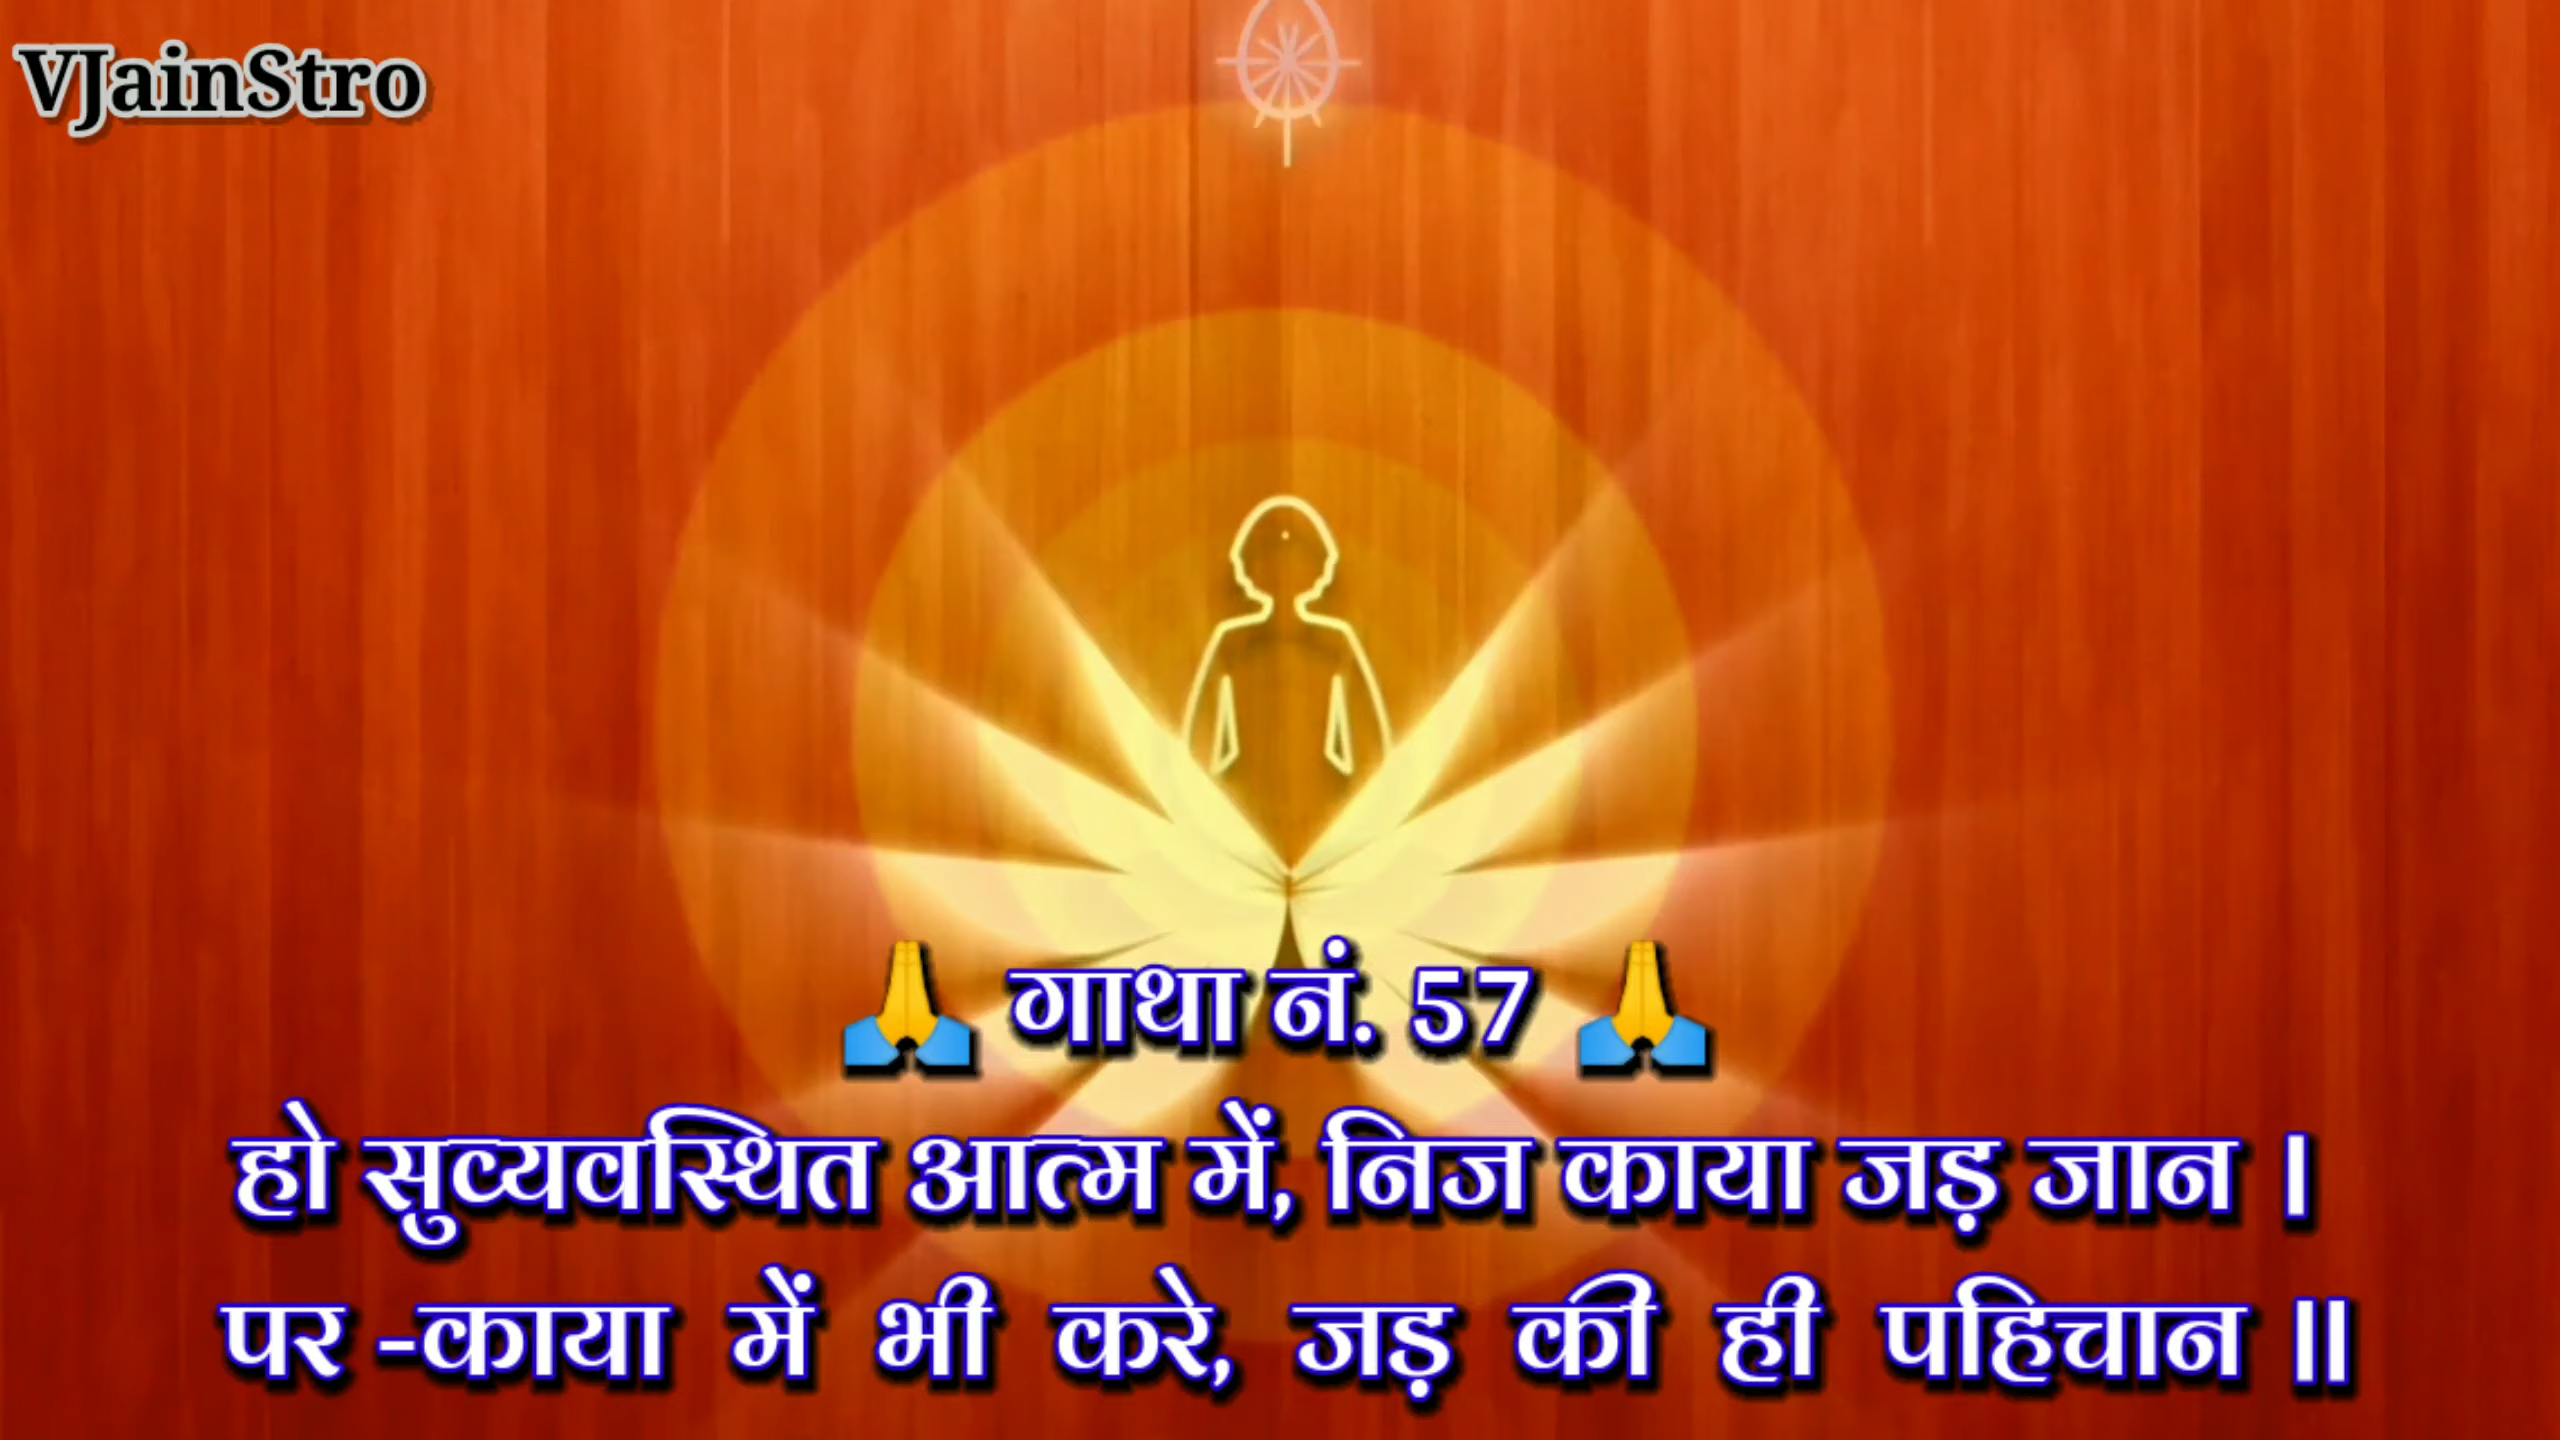 VJainStro
🙏 गाथा नं. 57 🙏
हो सुव्यवस्थित आत्म में, निज काया जड़ जान ।
पर -काया में भी करे, जड़ की ही पहिचान ॥